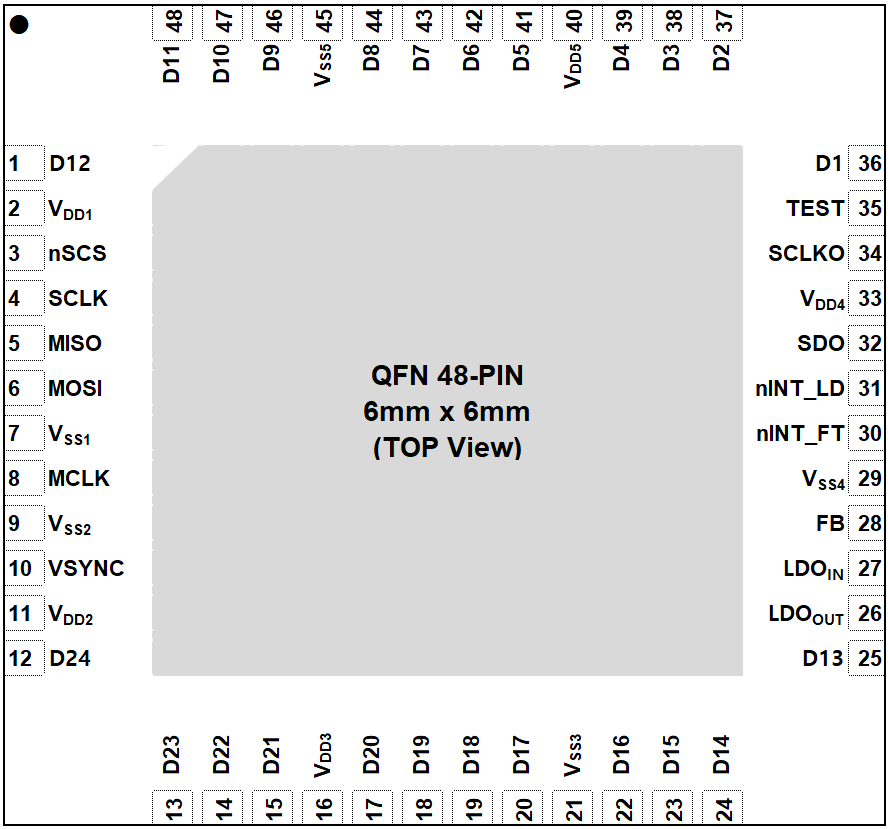 48 47 46 45 44 43 42 41 40 39 38 37
D11 D10 D9 VSS5 D8 D7 D6 D5 VDD5 D4 D3 D2
1 D12
2 VDD1
3 nSCS
4 SCLK
5 MISO
6 MOSI
7 VSS1
8 MCLK
9 VSS2
10 VSYNC
11 VDD2
12 D24
QFN 48-PIN
6mm x 6mm
(TOP View)
D1 36
TEST 35
SCLKO 34
VDD4 33
SDO 32
nINT_LD 31
nINT_FT 30
VSS4 29
FB 28
LDOIN 27
LDOOUT 26
D13 25
D23 D22 D21 VDD3 D20 D19 D18 D17 VSS3 D16 D15 D14
13 14 15 16 17 18 19 20 21 22 23 24